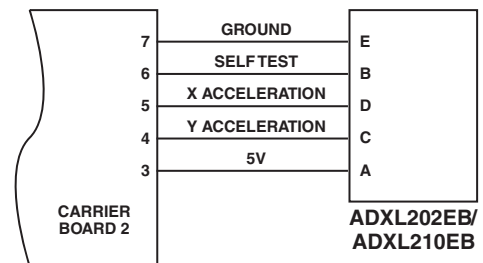 7 GROUND E
6 SELF TEST B
5 X ACCELERATION D
4 Y ACCELERATION C
3 5V A
CARRIER
BOARD 2
ADXL202EB/
ADXL210EB